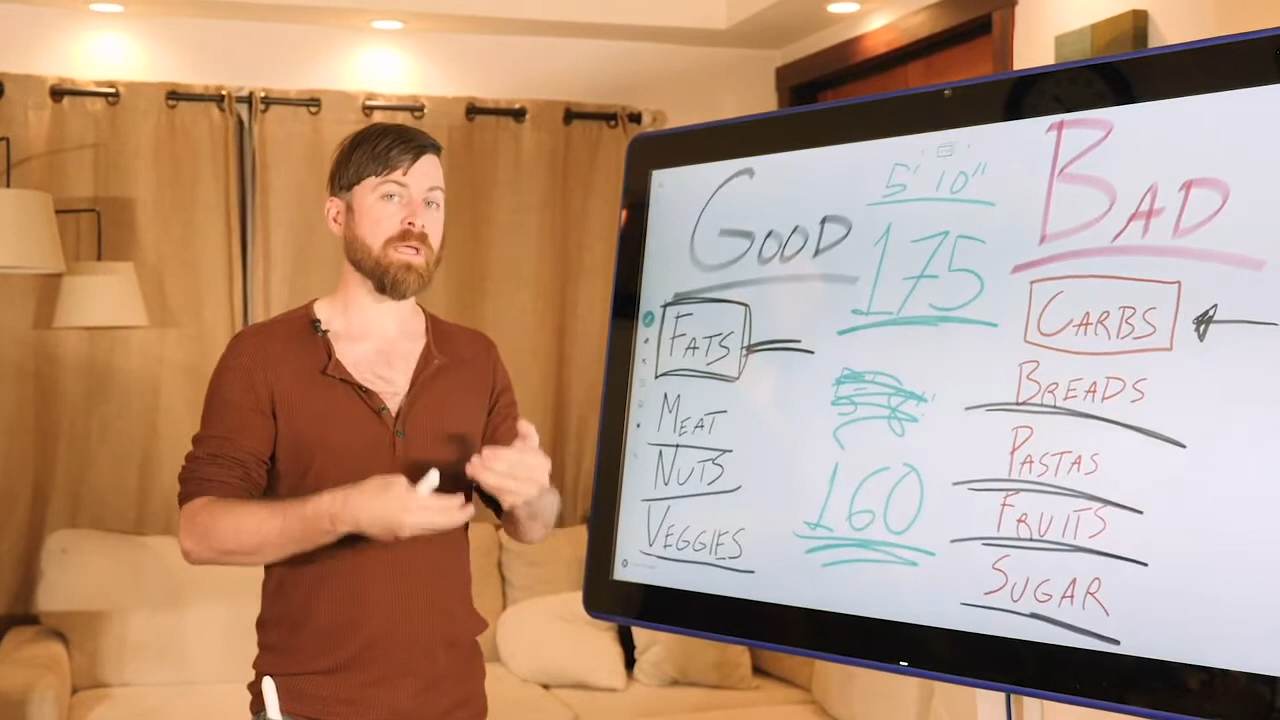 GOOD
5' 10"
175
BAD
FATS
MEAT
NUTS
VEGGIES
160
CARBS
BREADS
PASTAS
FRUITS
SUGAR